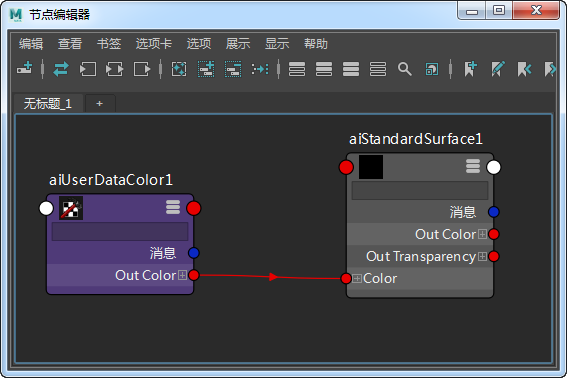 节点编辑器
编辑 查看 书签 选项卡 选项 展示 显示 帮助
无标题_1 +
aiStandardSurface1
aiUserDataColor1
消息
Out Color
Out Transparency
Color
消息
Out Color